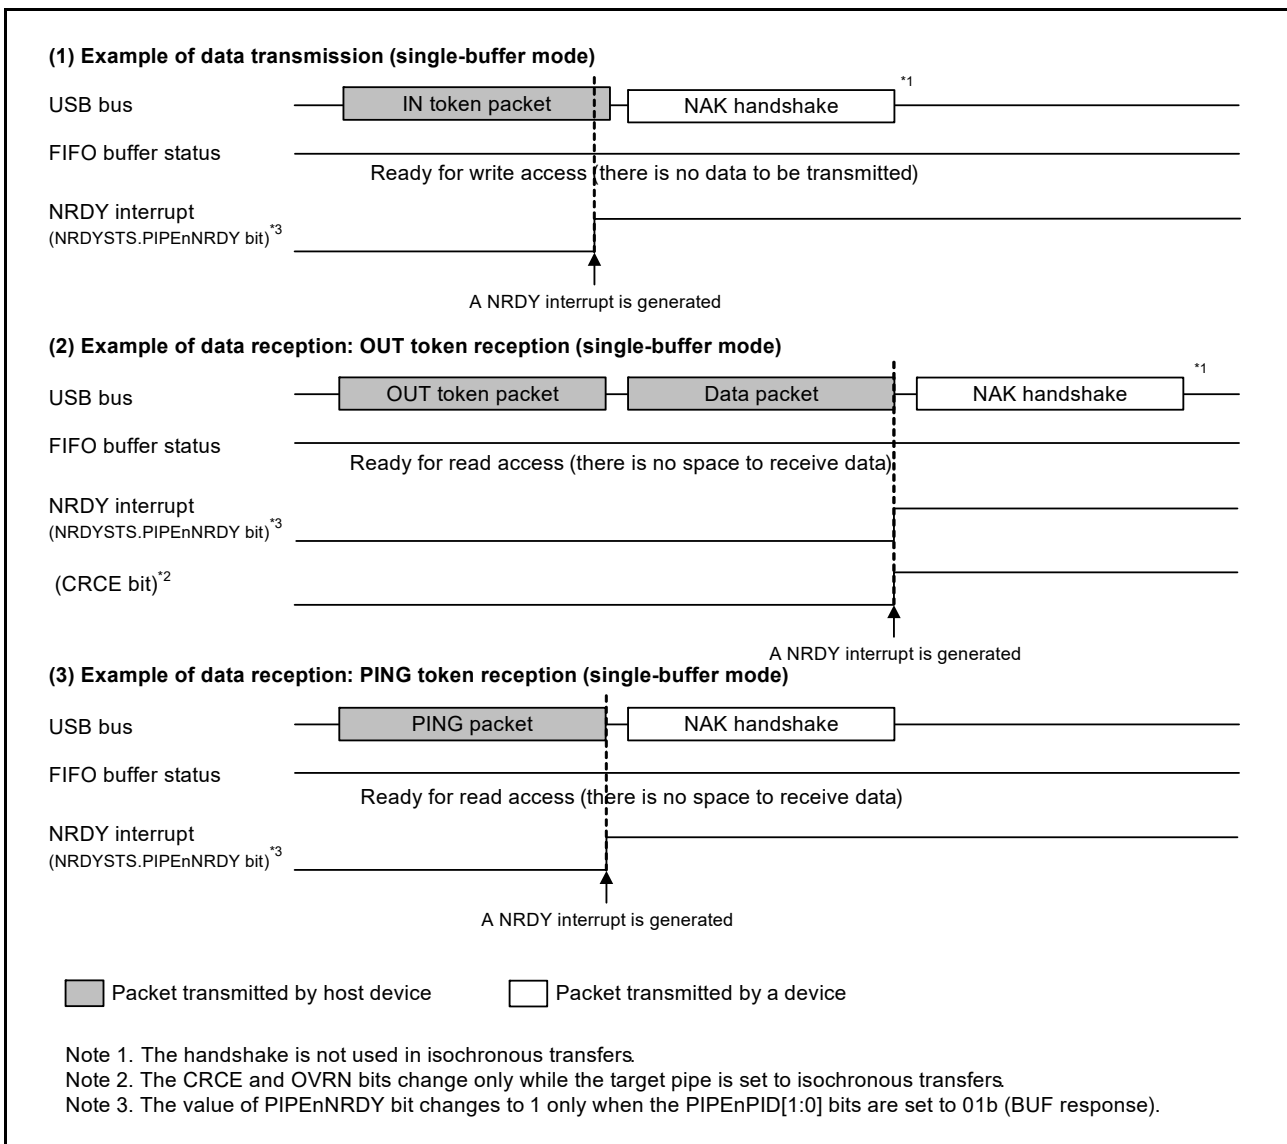 (1) Example of data transmission (single-buffer mode)
USB bus
IN token packet
NAK handshake
*1
FIFO buffer status
Ready for write access (there is no data to be transmitted)
NRDY interrupt
(NRDYSTS.PIPEnNRDY bit)*3
A NRDY interrupt is generated
(2) Example of data reception: OUT token reception (single-buffer mode)
USB bus
OUT token packet
Data packet
NAK handshake
*1
FIFO buffer status
Ready for read access (there is no space to receive data)
NRDY interrupt
(NRDYSTS.PIPEnNRDY bit)*3
(CRCE bit)*2
A NRDY interrupt is generated
(3) Example of data reception: PING token reception (single-buffer mode)
USB bus
PING packet
NAK handshake
FIFO buffer status
Ready for read access (there is no space to receive data)
NRDY interrupt
(NRDYSTS.PIPEnNRDY bit)*3
A NRDY interrupt is generated
Packet transmitted by host device
Packet transmitted by a device
Note 1. The handshake is not used in isochronous transfers.
Note 2. The CRCE and OVRN bits change only while the target pipe is set to isochronous transfers.
Note 3. The value of PIPEnNRDY bit changes to 1 only when the PIPEnPID[1:0] bits are set to 01b (BUF response).